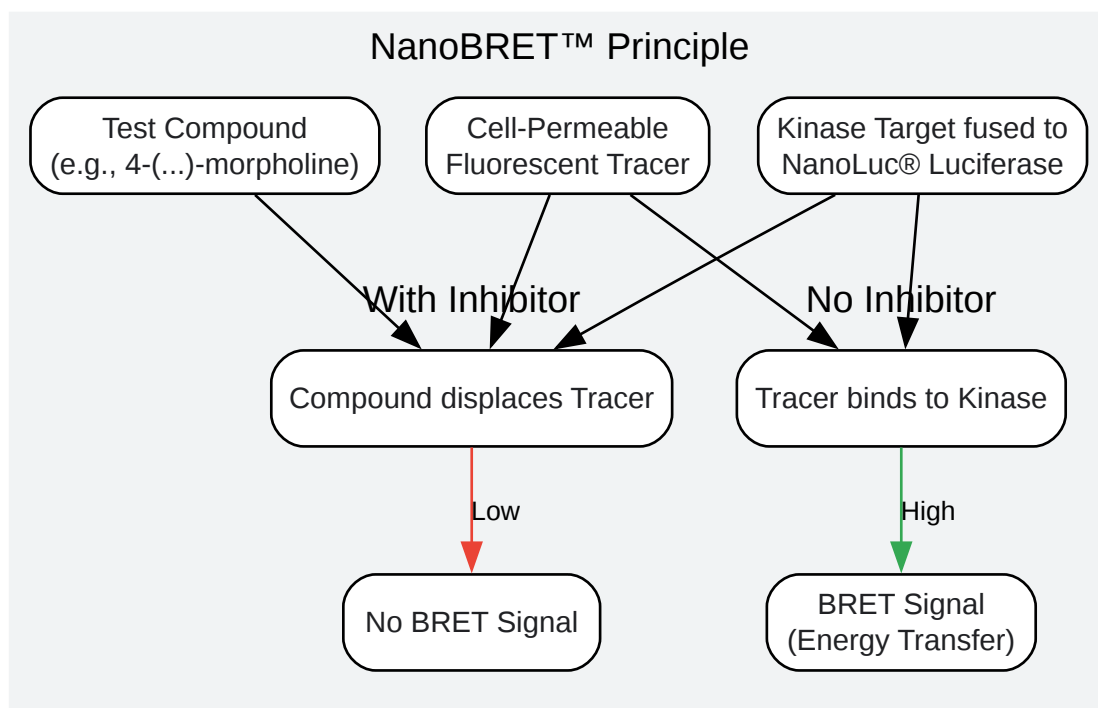 NanoBRET™ Principle
Test Compound
(e.g., 4-(...)-morpholine)
Cell-Permeable
Fluorescent Tracer
Kinase Target fused to
NanoLuc® Luciferase
With Inhibitor
No Inhibitor
Compound displaces Tracer
Tracer binds to Kinase
Low
High
No BRET Signal
BRET Signal
(Energy Transfer)